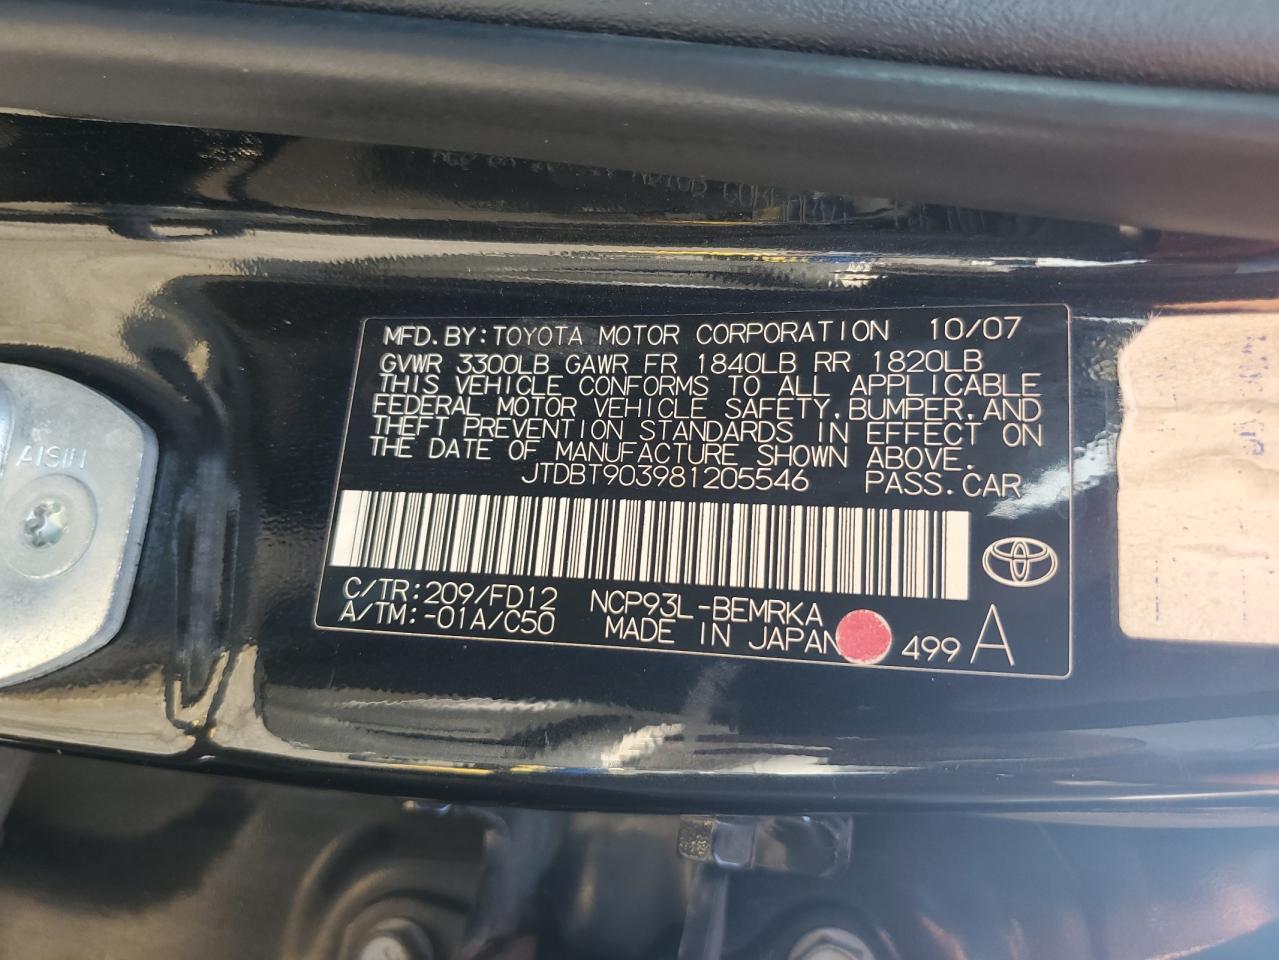 MFD.BY:TOYOTA MOTOR CORPORATION 10/07
GVWR 3300LB GAWR FR 1840LB RR 1820LB
THIS VEHICLE CONFORMS TO ALL APPLICABLE
FEDERAL MOTOR VEHICLE SAFETY,BUMPER,AND
THEFT PREVENTION STANDARDS IN EFFECT ON
THE DATE OF MANUFACTURE SHOWN ABOVE.
JTDBT903981205546 PASS.CAR
C/TR:209/FD12 NCP93L-BEMRKA
A/TM:-01A/C50 MADE IN JAPAN 499 A
AISIN